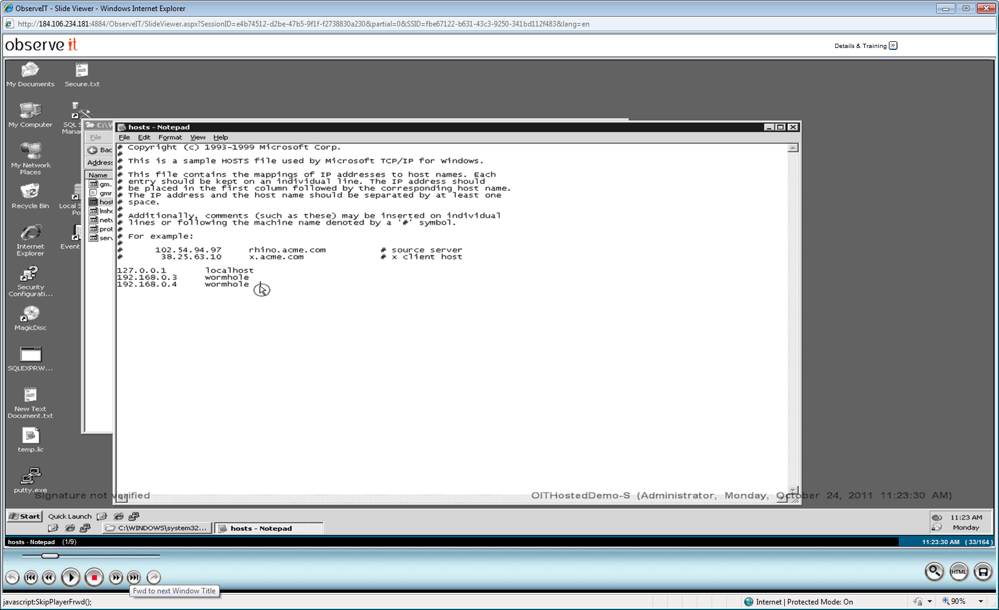 ObserveIT - Slide Viewer - Windows Internet Explorer
http://184.106.234.181:4884/ObserveIT/SlideViewer.aspx?SessionID=e4b74512-d2be-47b5-9f1f-f2738830a230&partial=0&SSID=fbe67122-b631-43c3-9250-341bd112f483&lang=en
observe it
Details & Training
My Documents
Secure.txt
My Computer
SQL S
Mana
My Network
Places
Recycle Bin
Local S
Po
Internet
Explorer
Event
Security
Configurati...
MagicDisc
SQLEXPRW...
New Text
Document.txt
temp.lic
putty.exe
C:\W
File
Bac
Address
Name
gm.
gmr
host
lmho
netw
prot
serv
hosts - Notepad
File Edit Format View Help
# Copyright (c) 1993-1999 Microsoft Corp.
#
# This is a sample HOSTS file used by Microsoft TCP/IP for Windows.
#
# This file contains the mappings of IP addresses to host names. Each
# entry should be kept on an individual line. The IP address should
# be placed in the first column followed by the corresponding host name.
# The IP address and the host name should be separated by at least one
# space.
#
# Additionally, comments (such as these) may be inserted on individual
# lines or following the machine name denoted by a '#' symbol.
#
# For example:
#
# 102.54.94.97 rhino.acme.com # source server
# 38.25.63.10 x.acme.com # x client host
127.0.0.1 localhost
192.168.0.3 wormhole
192.168.0.4 wormhole
Signature not verified
OITHostedDemo-S (Administrator, Monday, October 24, 2011 11:23:30 AM)
Start
Quick Launch
C:\WINDOWS\system32...
hosts - Notepad
11:23 AM
Monday
hosts - Notepad (1/9)
11:23:30 AM (33/164)
HTML
Fwd to next Window Title
javascript:SkipPlayerFrwd();
Internet | Protected Mode: On
90%